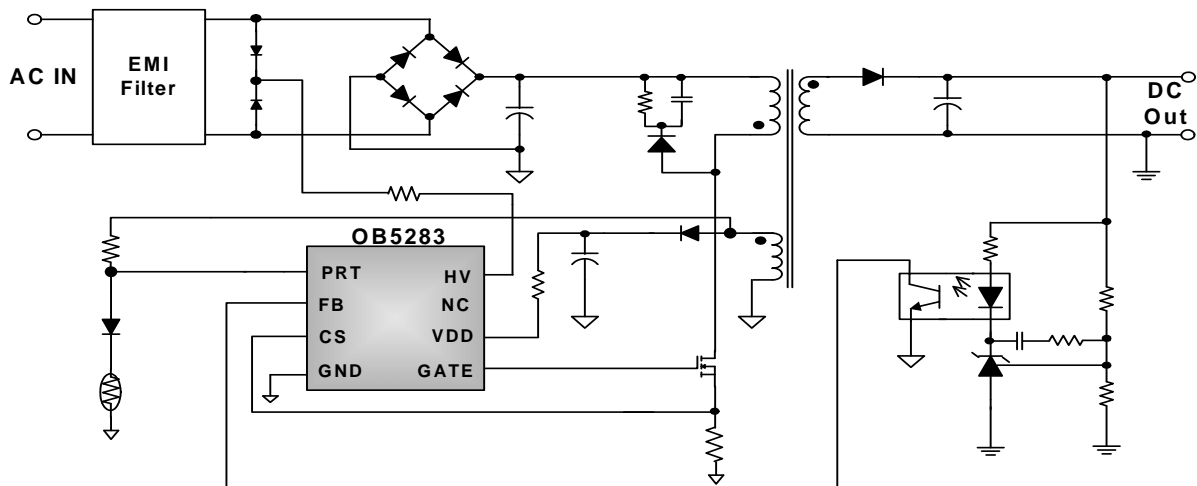 AC IN
EMI
Filter
DC
Out
OB5283
PRT
HV
FB
NC
CS
VDD
GND
GATE